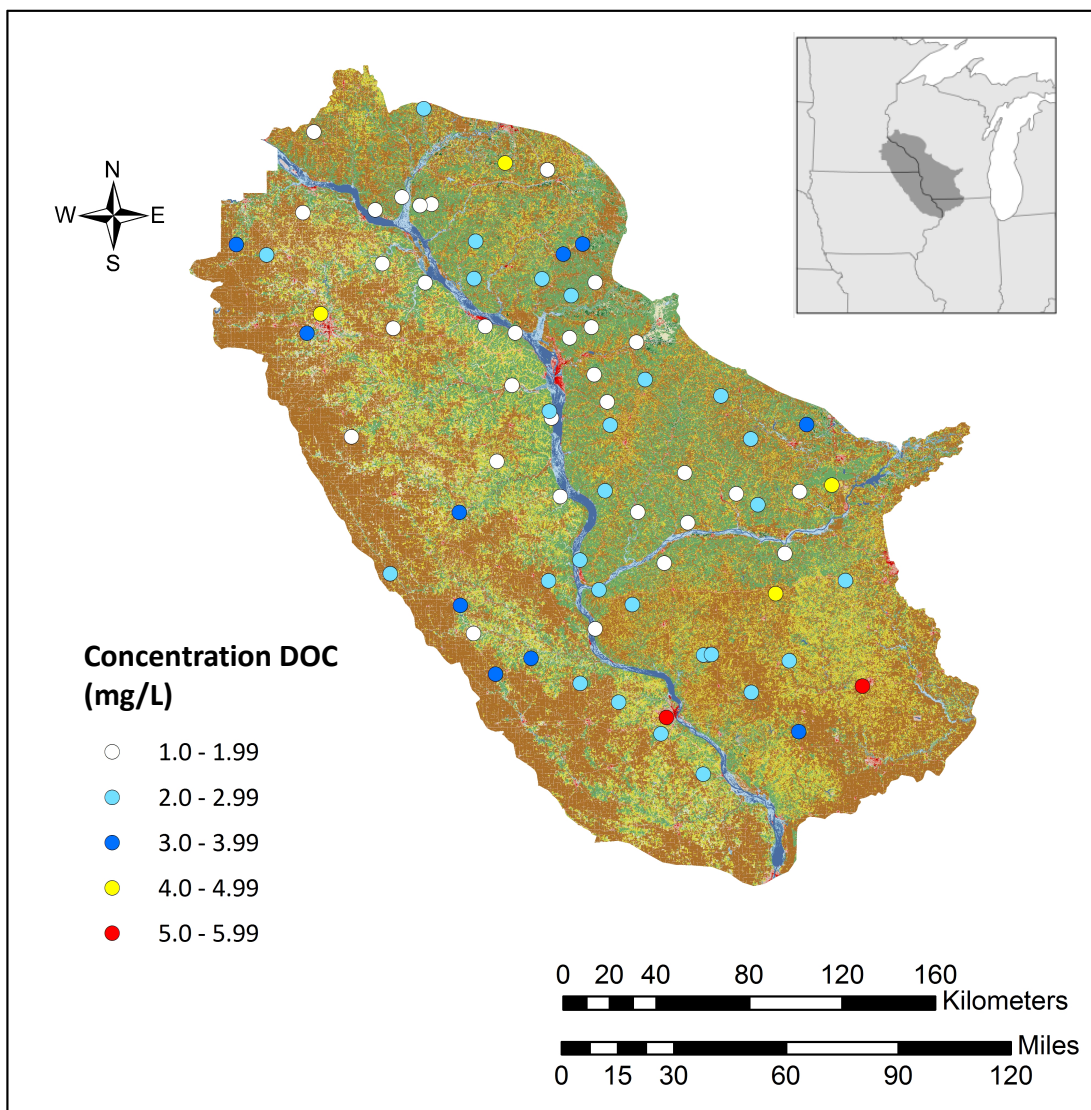 N
W E
S
Concentration DOC
(mg/L)
1.0 - 1.99
2.0 - 2.99
3.0 - 3.99
4.0 - 4.99
5.0 - 5.99
0 20 40 80 120 160
Kilometers
Miles
0 15 30 60 90 120